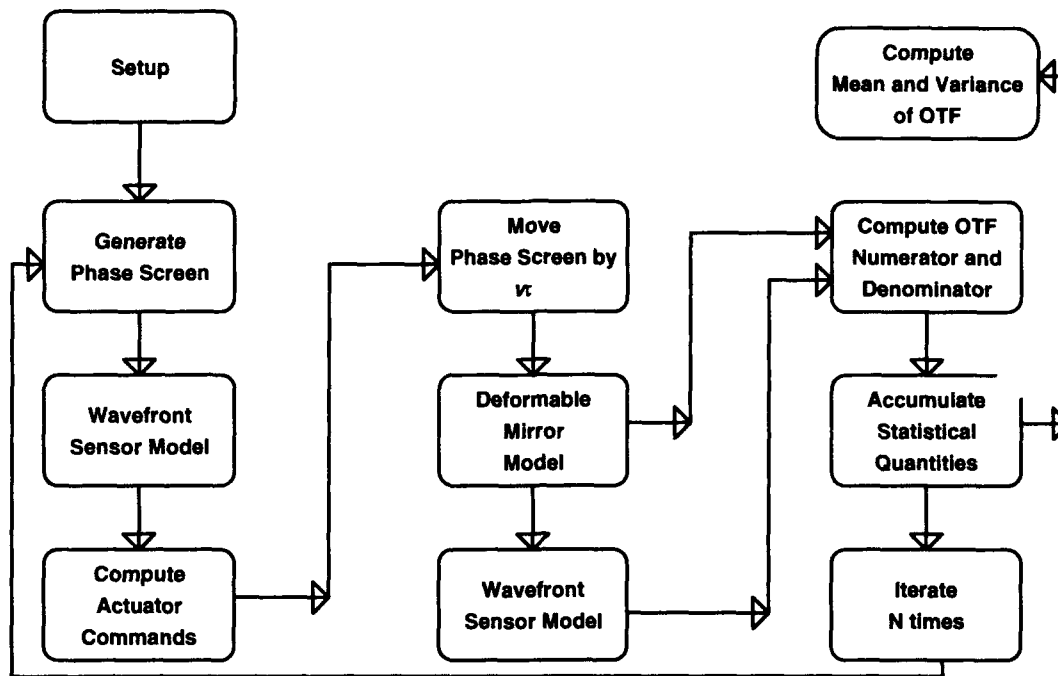 Setup
Generate
Phase Screen
Wavefront
Sensor Model
Compute
Actuator
Commands
Move
Phase Screen by
vτ
Deformable
Mirror
Model
Wavefront
Sensor Model
Compute
Mean and Variance
of OTF
Compute OTF
Numerator and
Denominator
Accumulate
Statistical
Quantities
Iterate
N times